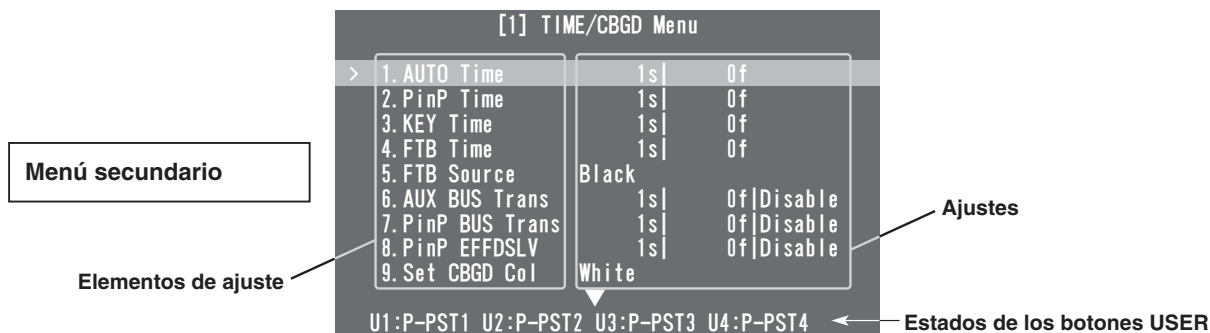 [1] TIME/CBGD Menu
> 1.AUTO Time 1s| 0f
2.PinP Time 1s| 0f
3.KEY Time 1s| 0f
4.FTB Time 1s| 0f
5.FTB Source Black
6.AUX BUS Trans 1s| 0f|Disable
7.PinP BUS Trans 1s| 0f|Disable
8.PinP EFFDSLV 1s| 0f|Disable
9.Set CBGD Col White
U1:P-PST1 U2:P-PST2 U3:P-PST3 U4:P-PST4
Menú secundario
Elementos de ajuste
Ajustes
Estados de los botones USER